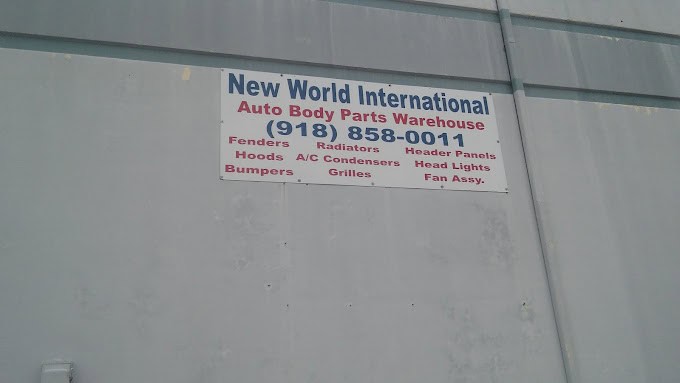 New World International
Auto Body Parts Warehouse
(918) 858-0011
Fenders Radiators Header Panels
Hoods A/C Condensers Head Lights
Bumpers Grilles Fan Assy.